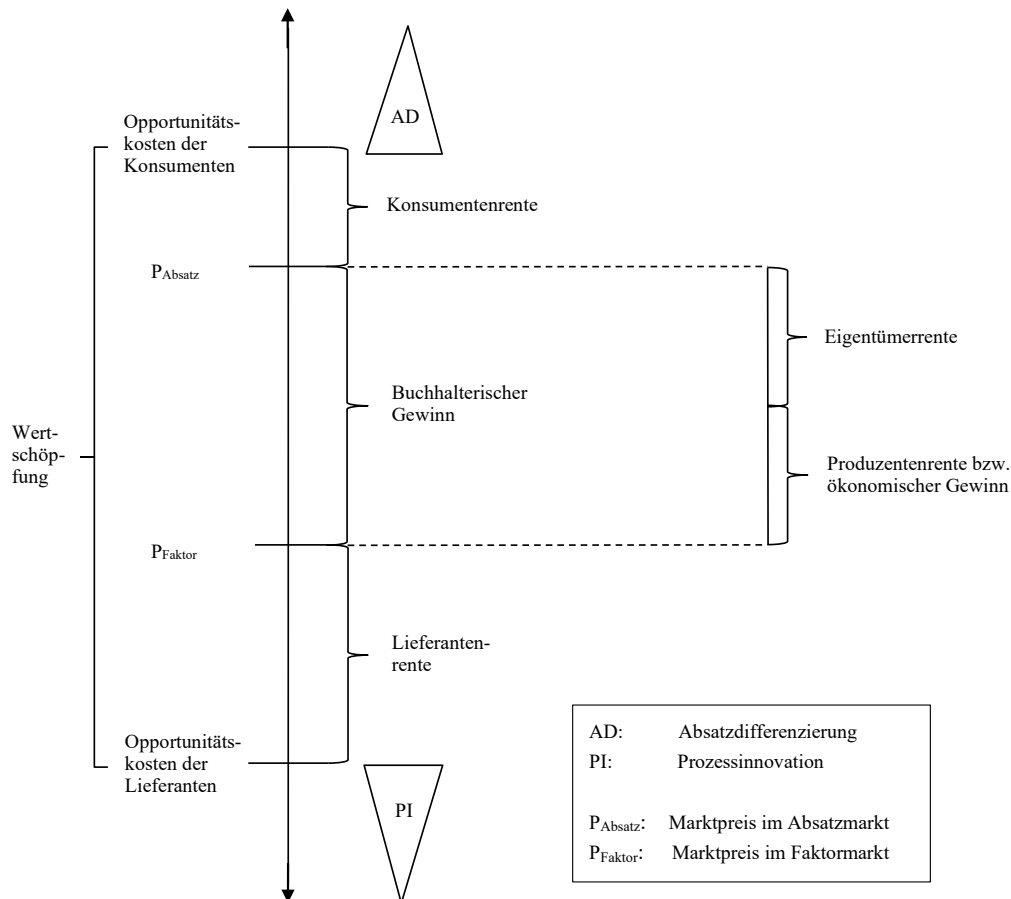 AD
Opportunitäts-
kosten der
Konsumenten
Konsumentenrente
PAbsatz
Eigentümerrente
Buchhalterischer
Gewinn
Wert-
schöp-
fung
Produzentenrente bzw.
ökonomischer Gewinn
PFaktor
Lieferanten-
rente
Opportunitäts-
kosten der
Lieferanten
PI
AD: Absatzdifferenzierung
PI: Prozessinnovation
PAbsatz: Marktpreis im Absatzmarkt
PFaktor: Marktpreis im Faktormarkt